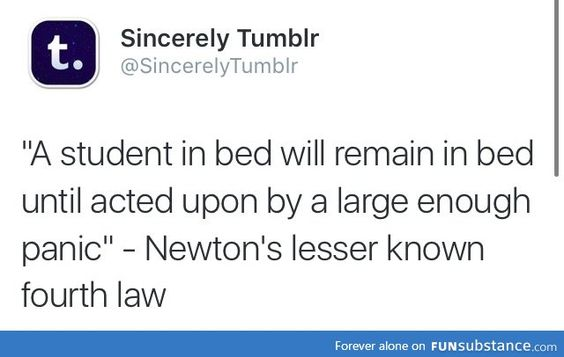 t.
Sincerely Tumblr
@SincerelyTumblr
"A student in bed will remain in bed
until acted upon by a large enough
panic" - Newton's lesser known
fourth law
Forever alone on FUNsubstance.com